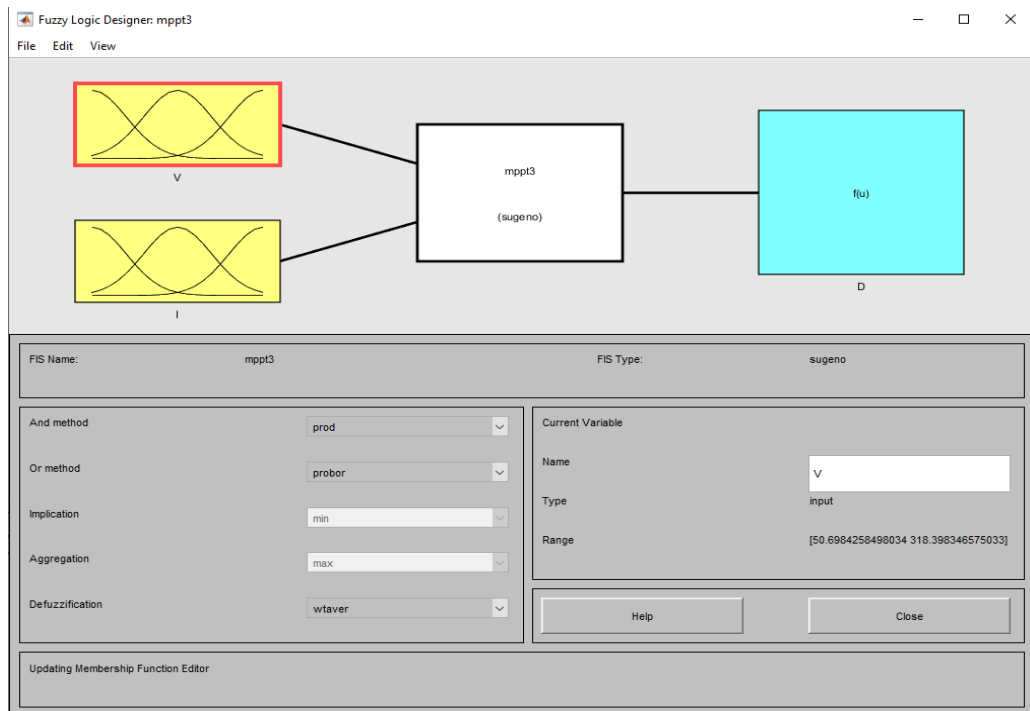 Fuzzy Logic Designer: mppt3
File Edit View
V
I
mppt3
(sugeno)
f(u)
D
FIS Name: mppt3 FIS Type: sugeno
And method prod
Or method probor
Implication min
Aggregation max
Defuzzification wtaver
Current Variable
Name V
Type input
Range [50.6984258498034 318.398346575033]
Help Close
Updating Membership Function Editor